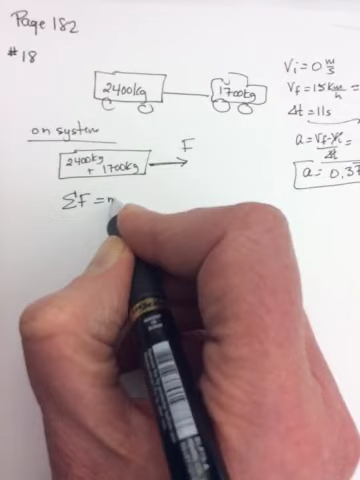 Page 182
#18
2400kg
1700kg
Vi = 0 m/s
Vf = 15 km/h =
Δt = 11s
a = Vf - Vi
Δt
a = 0.37
on system
2400kg
+ 1700kg
F
ΣF =